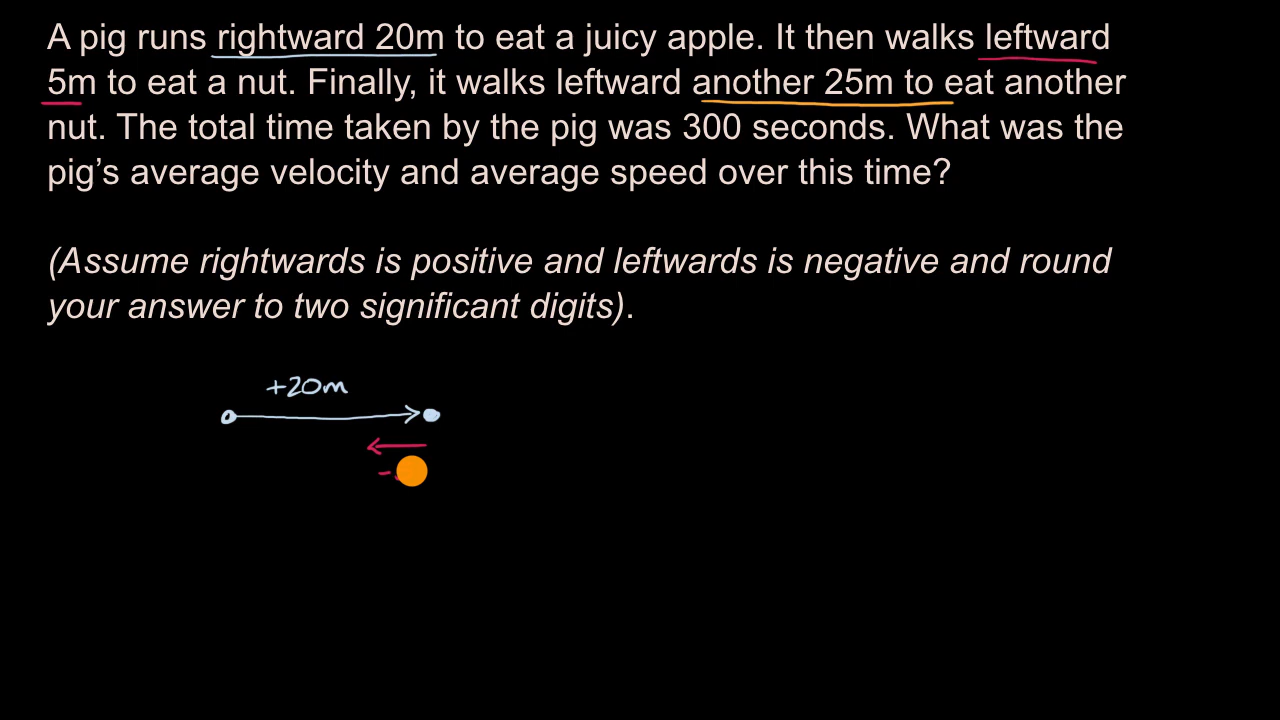 A pig runs rightward 20m to eat a juicy apple. It then walks leftward
5m to eat a nut. Finally, it walks leftward another 25m to eat another
nut. The total time taken by the pig was 300 seconds. What was the
pig’s average velocity and average speed over this time?
(Assume rightwards is positive and leftwards is negative and round
your answer to two significant digits).
+20m
-